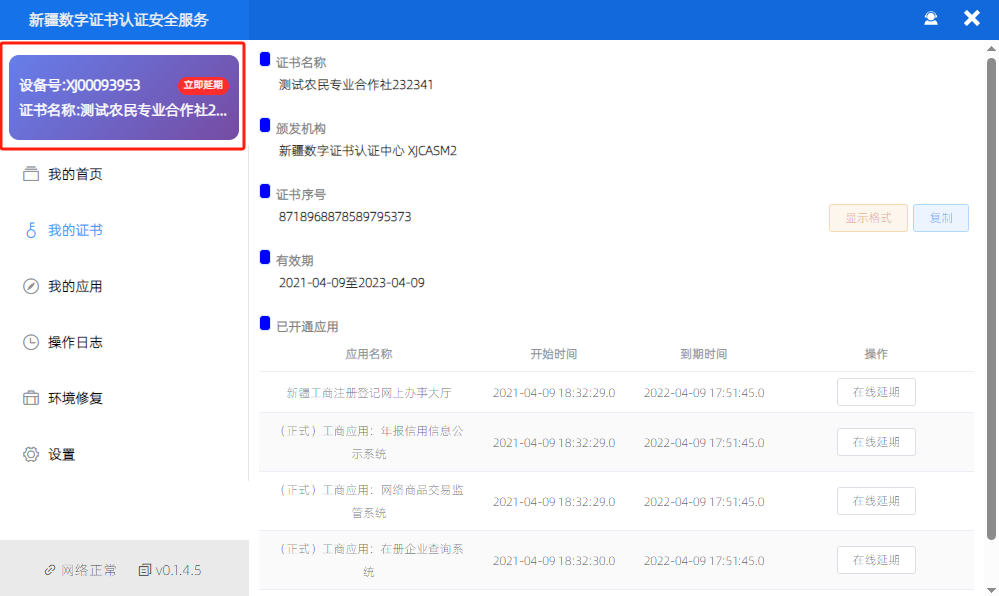 新疆数字证书认证安全服务
设备号:XJ00093953
立即延期
证书名称:测试农民专业合作社2...
我的首页
我的证书
我的应用
操作日志
环境修复
设置
网络正常
v0.1.4.5
证书名称
测试农民专业合作社232341
颁发机构
新疆数字证书认证中心 XJCASM2
证书序号
8718968878589795373
显示格式
复制
有效期
2021-04-09至2023-04-09
已开通应用
应用名称 开始时间 到期时间 操作
新疆工商注册登记网上办事大厅 2021-04-09 18:32:29.0 2022-04-09 17:51:45.0 在线延期
（正式）工商应用：年报信用信息公
示系统
2021-04-09 18:32:29.0 2022-04-09 17:51:45.0 在线延期
（正式）工商应用：网络商品交易监
管系统
2021-04-09 18:32:29.0 2022-04-09 17:51:45.0 在线延期
（正式）工商应用：在册企业查询系
统
2021-04-09 18:32:30.0 2022-04-09 17:51:45.0 在线延期